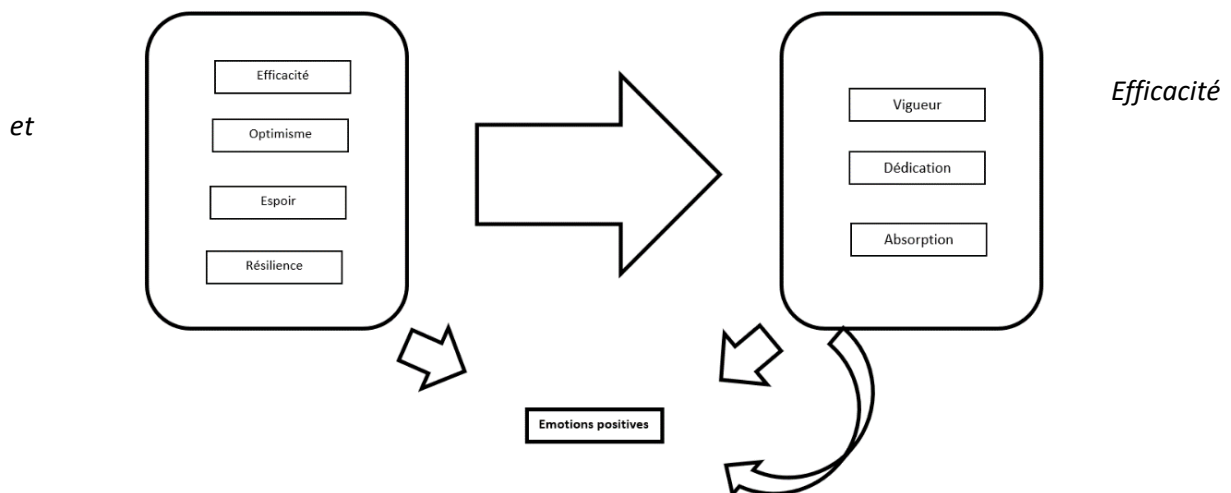 et
Efficacité
Optimisme
Espoir
Résilience
Vigueur
Dédication
Absorption
Efficacité
Emotions positives